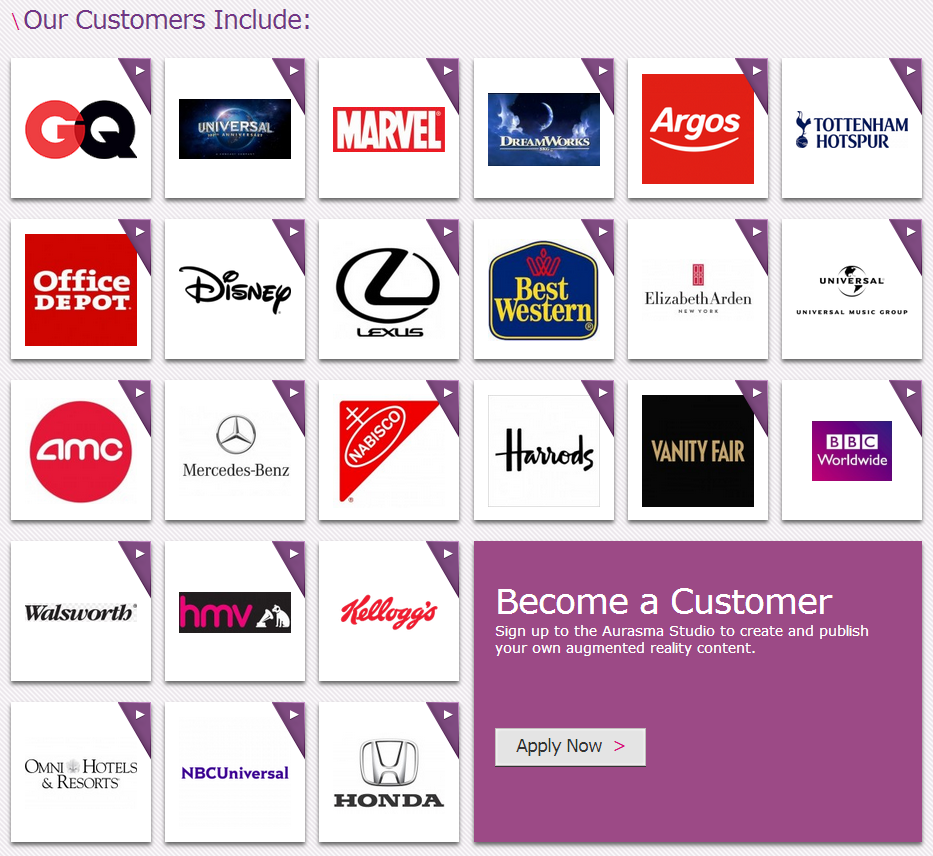 \ Our Customers Include:
GQ
UNIVERSAL
100TH ANNIVERSARY
MARVEL®
DREAMWORKS
SKG
Argos
TOTTENHAM
HOTSPUR
Office
DEPOT.
Disney
LEXUS
Best
Western®
Elizabeth Arden
NEW YORK
UNIVERSAL
UNIVERSAL MUSIC GROUP
amc
Mercedes-Benz
NABISCO
®
Harrods
VANITY FAIR
BBC
Worldwide
Walsworth®
hmv
Kellogg's
OMNI HOTELS
& RESORTS
NBCUniversal
HONDA
Become a Customer
Sign up to the Aurasma Studio to create and publish
your own augmented reality content.
Apply Now >